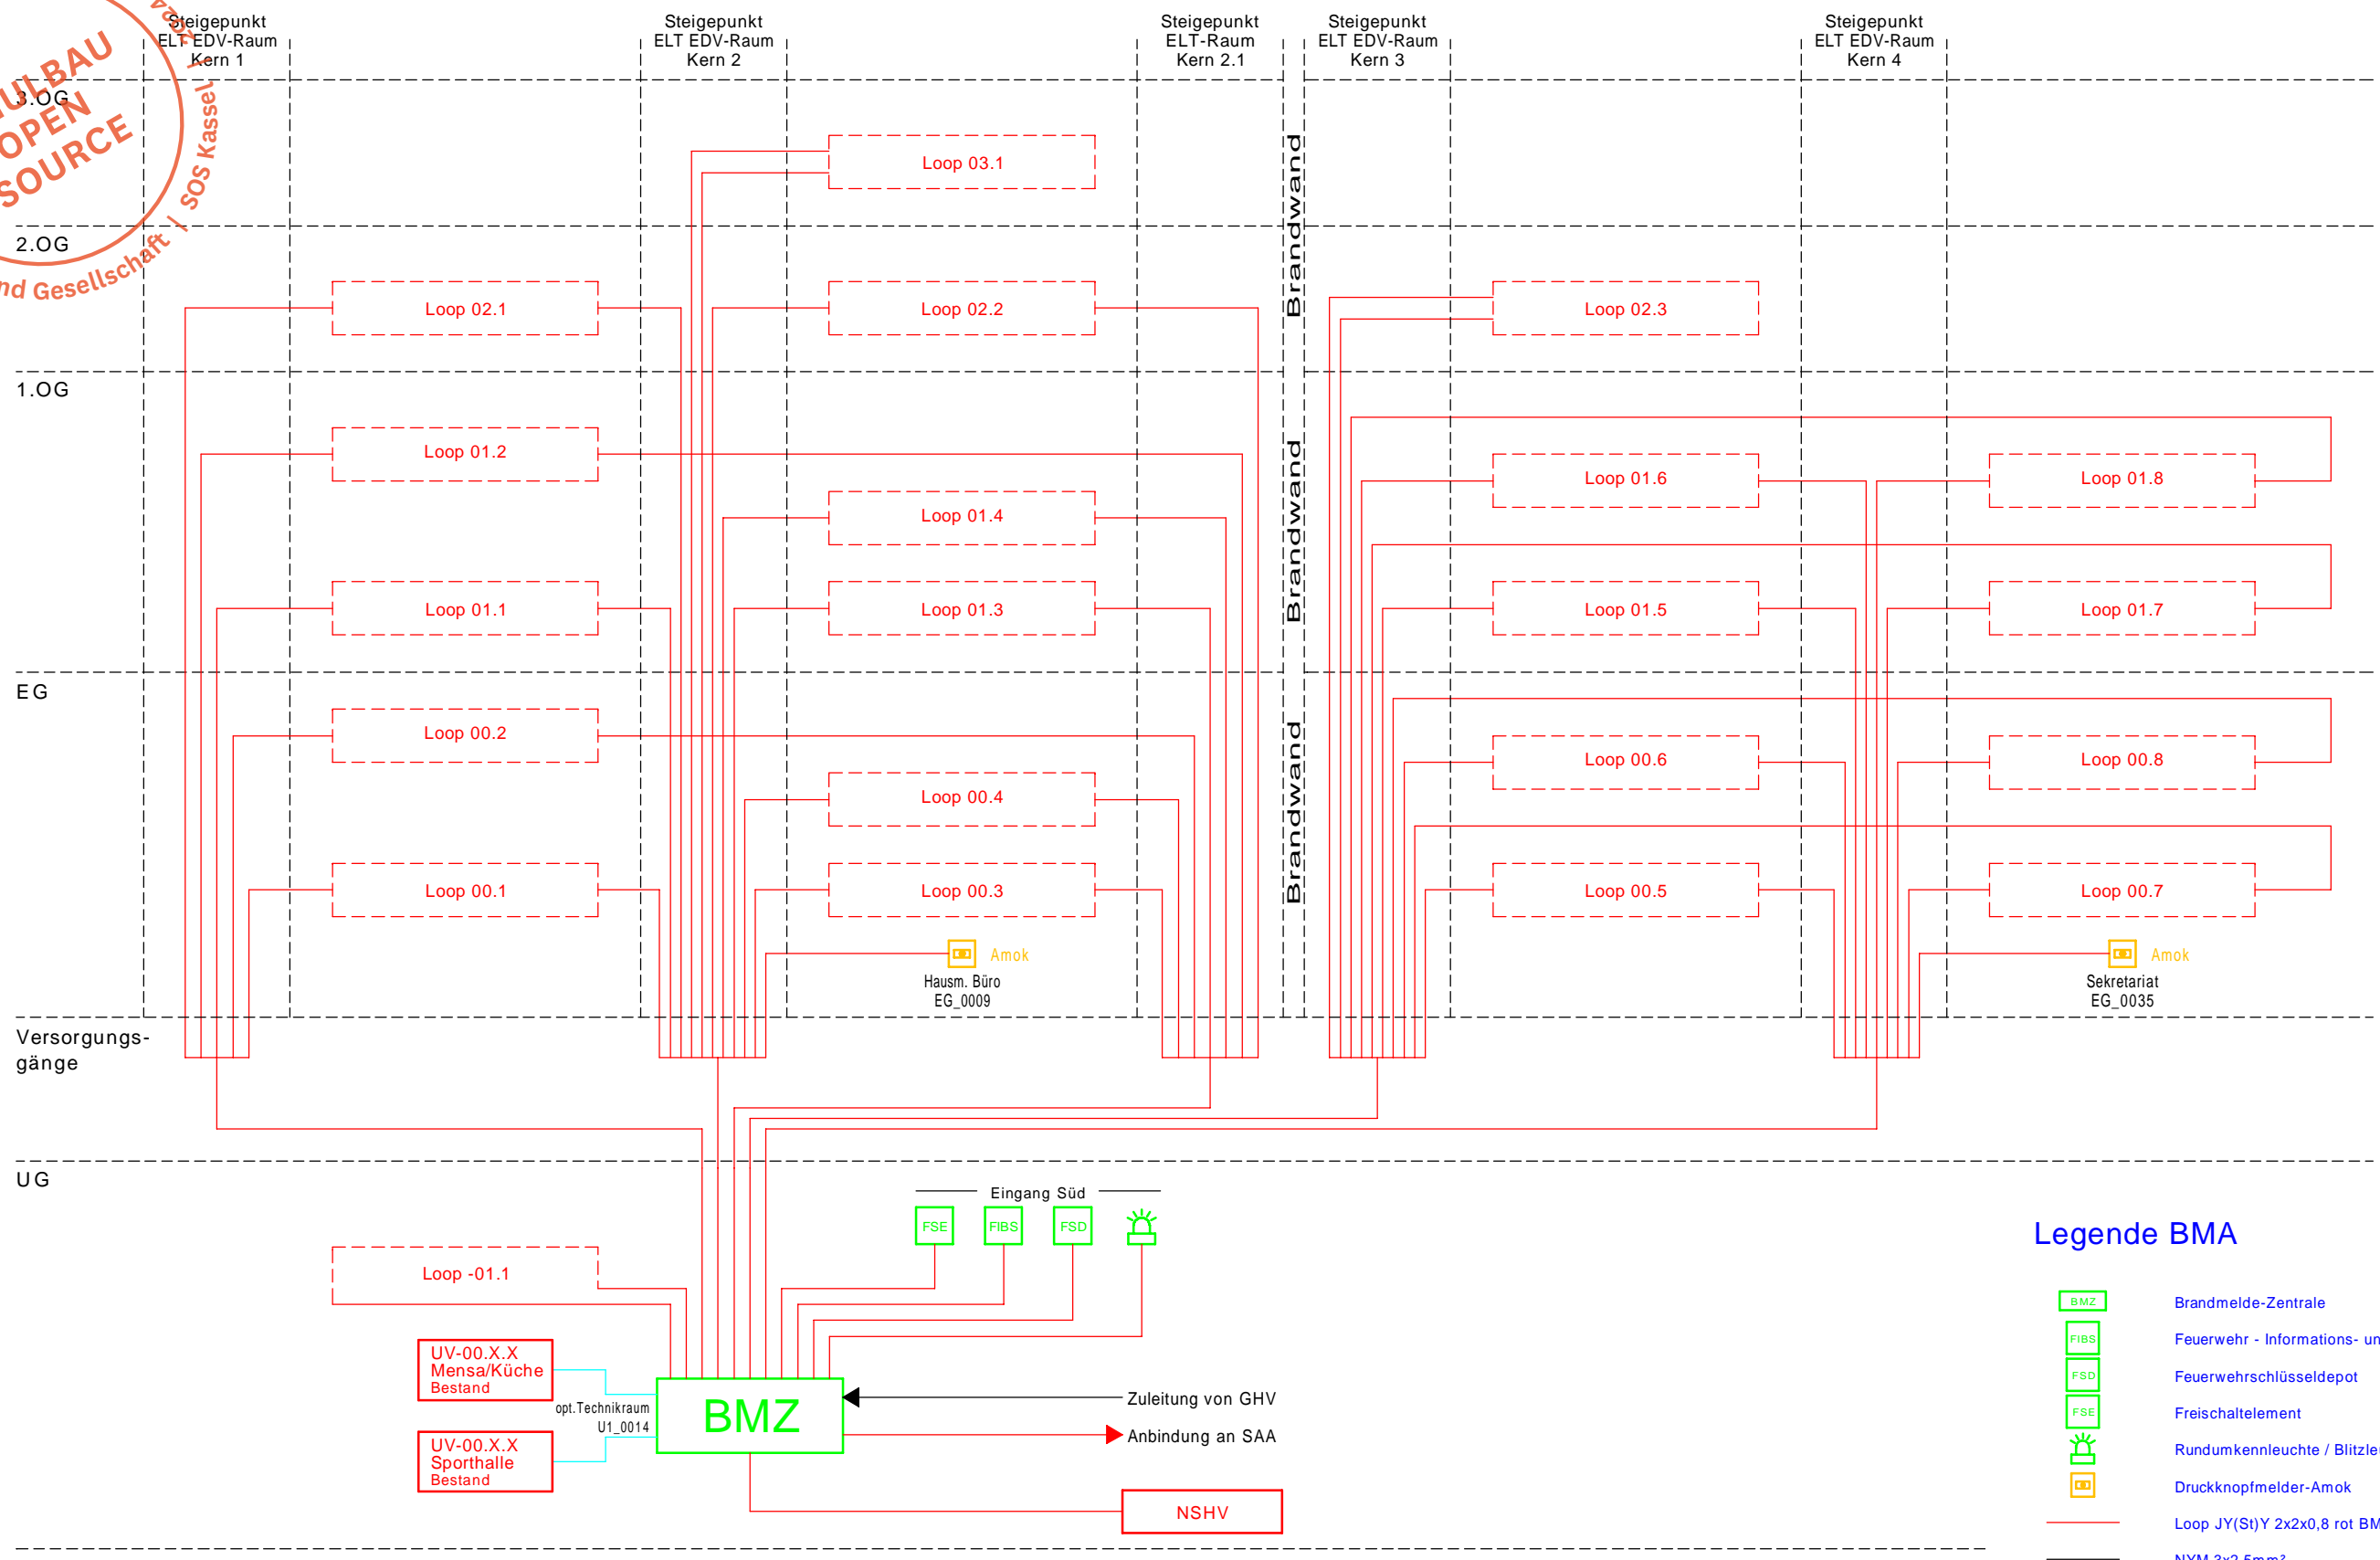 Steigepunkt
ELT EDV-Raum
Kern 1
Steigepunkt
ELT EDV-Raum
Kern 2
Steigepunkt
ELT-Raum
Kern 2.1
Steigepunkt
ELT EDV-Raum
Kern 3
Steigepunkt
ELT EDV-Raum
Kern 4
OPEN
SOURCE
SOS Kassel
Gesellschaft
3.OG
Loop 03.1
Brandwand
2.OG
Loop 02.1
Loop 02.2
Loop 02.3
1.OG
Loop 01.2
Loop 01.4
Loop 01.6
Loop 01.8
Brandwand
Loop 01.1
Loop 01.3
Loop 01.5
Loop 01.7
EG
Loop 00.2
Loop 00.4
Loop 00.6
Loop 00.8
Brandwand
Loop 00.1
Loop 00.3
Loop 00.5
Loop 00.7
Amok
Hausm. Büro
EG_0009
Amok
Sekretariat
EG_0035
Versorgungs-
gänge
UG
Eingang Süd
FSE
FIBS
FSD
Loop -01.1
UV-00.X.X
Mensa/Küche
Bestand
opt.Technikraum
U1_0014
BMZ
Zuleitung von GHV
Anbindung an SAA
UV-00.X.X
Sporthalle
Bestand
NSHV
Legende BMA
BMZ Brandmelde-Zentrale
FIBS Feuerwehr - Informations-
FSD Feuerwehrschlüsseldepot
FSE Freischaltelement
Rundumkennleuchte /
Druckknopfmelder-Amok
Loop JY(St)Y 2x2x0,8 rot
NYM 3x2,5mm²